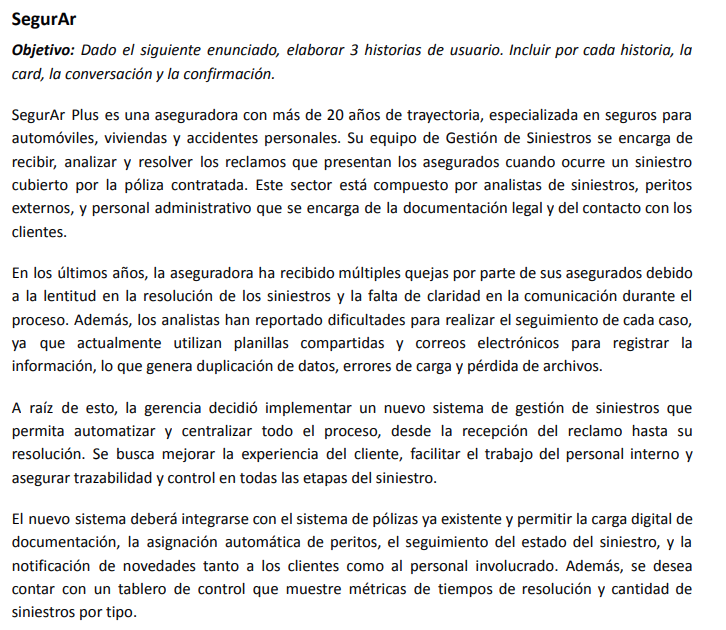 SegurAr
Objetivo: Dado el siguiente enunciado, elaborar 3 historias de usuario. Incluir por cada historia, la
card, la conversación y la confirmación.
SegurAr Plus es una aseguradora con más de 20 años de trayectoria, especializada en seguros para
automóviles, viviendas y accidentes personales. Su equipo de Gestión de Siniestros se encarga de
recibir, analizar y resolver los reclamos que presentan los asegurados cuando ocurre un siniestro
cubierto por la póliza contratada. Este sector está compuesto por analistas de siniestros, peritos
externos, y personal administrativo que se encarga de la documentación legal y del contacto con los
clientes.
En los últimos años, la aseguradora ha recibido múltiples quejas por parte de sus asegurados debido
a la lentitud en la resolución de los siniestros y la falta de claridad en la comunicación durante el
proceso. Además, los analistas han reportado dificultades para realizar el seguimiento de cada caso,
ya que actualmente utilizan planillas compartidas y correos electrónicos para registrar la
información, lo que genera duplicación de datos, errores de carga y pérdida de archivos.
A raíz de esto, la gerencia decidió implementar un nuevo sistema de gestión de siniestros que
permita automatizar y centralizar todo el proceso, desde la recepción del reclamo hasta su
resolución. Se busca mejorar la experiencia del cliente, facilitar el trabajo del personal interno y
asegurar trazabilidad y control en todas las etapas del siniestro.
El nuevo sistema deberá integrarse con el sistema de pólizas ya existente y permitir la carga digital de
documentación, la asignación automática de peritos, el seguimiento del estado del siniestro, y la
notificación de novedades tanto a los clientes como al personal involucrado. Además, se desea
contar con un tablero de control que muestre métricas de tiempos de resolución y cantidad de
siniestros por tipo.